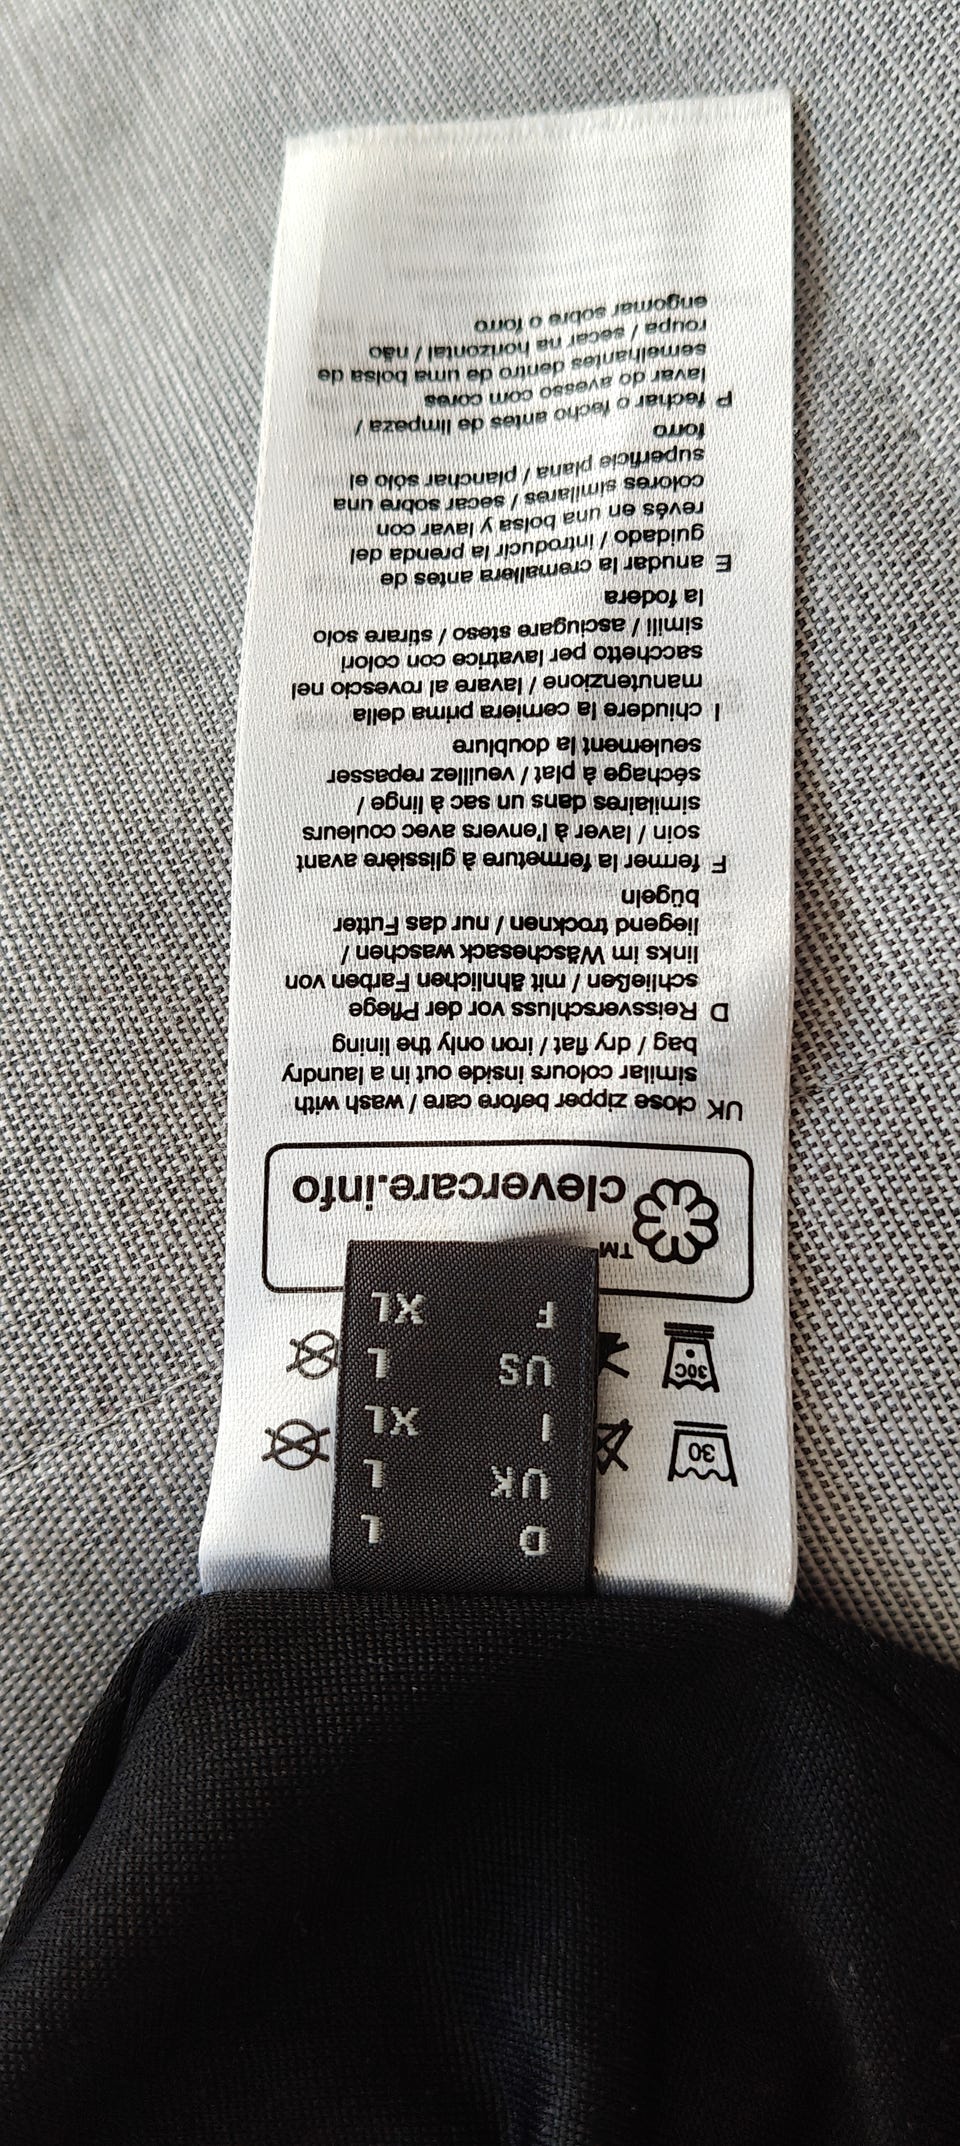 D L
UK L
I XL
US L
F XL
30
30C
™
clevercare.info
UK close zipper before care / wash with
similar colours inside out in a laundry
bag / dry flat / iron only the lining
D Reissverschluss vor der Pflege
schließen / mit ähnlichen Farben von
links im Wäschesack waschen /
liegend trocknen / nur das Futter
bügeln
F fermer la fermeture à glissière avant
soin / laver à l'envers avec couleurs
similaires dans un sac à linge /
séchage à plat / veuillez repasser
seulement la doublure
I chiudere la cerniera prima della
manutenzione / lavare al rovescio nel
sacchetto per lavatrice con colori
simili / asciugare steso / stirare solo
la fodera
E anudar la cremallera antes de
guidado / introducir la prenda del
revés en una bolsa y lavar con
colores similares / secar sobre una
superficie plana / planchar sólo el
forro
P fechar o fecho antes de limpeza /
lavar do avesso com cores
semelhantes dentro de uma bolsa de
roupa / secar na horizontal / não
engomar sobre o forro